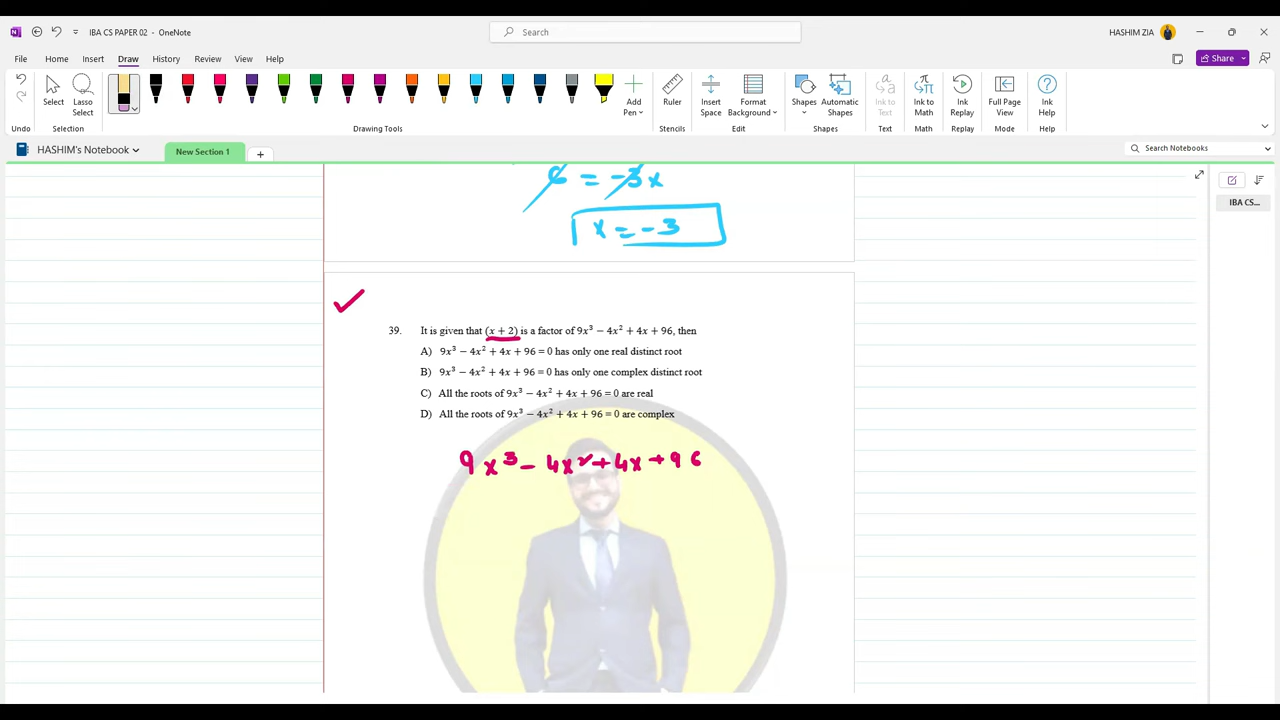 IBA CS PAPER 02 - OneNote
Search
HASHIM ZIA
File Home Insert Draw History Review View Help
Share
Undo
Select
Lasso Select
Selection
Drawing Tools
Add Pen
Ruler
Stencils
Insert Space
Format Background
Edit
Shapes
Automatic Shapes
Shapes
Ink to Text
Text
Ink to Math
Math
Ink Replay
Replay
Full Page View
Mode
Ink Help
Help
HASHIM's Notebook
New Section 1
+
Search Notebooks
IBA CS...
6 = -3x
x = -3
39. It is given that (x + 2) is a factor of 9x³ − 4x² + 4x + 96, then
A) 9x³ − 4x² + 4x + 96 = 0 has only one real distinct root
B) 9x³ − 4x² + 4x + 96 = 0 has only one complex distinct root
C) All the roots of 9x³ − 4x² + 4x + 96 = 0 are real
D) All the roots of 9x³ − 4x² + 4x + 96 = 0 are complex
9x³ - 4x² + 4x + 96